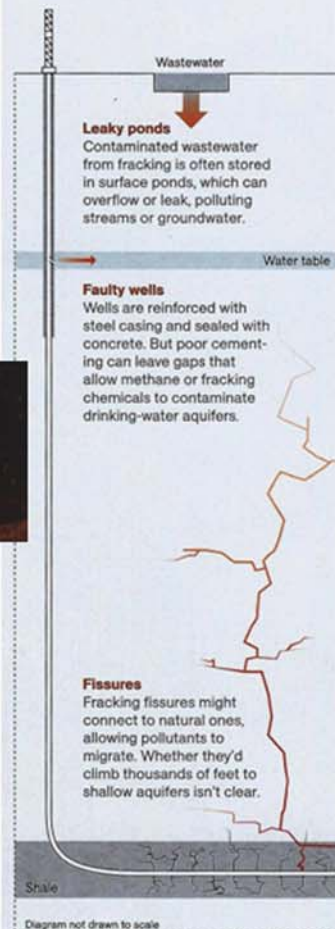 Wastewater
Leaky ponds
Contaminated wastewater
from fracking is often stored
in surface ponds, which can
overflow or leak, polluting
streams or groundwater.
Water table
Faulty wells
Wells are reinforced with
steel casing and sealed with
concrete. But poor cement-
ing can leave gaps that
allow methane or fracking
chemicals to contaminate
drinking-water aquifers.
Fissures
Fracking fissures might
connect to natural ones,
allowing pollutants to
migrate. Whether they'd
climb thousands of feet to
shallow aquifers isn't clear.
Shale
Diagram not drawn to scale